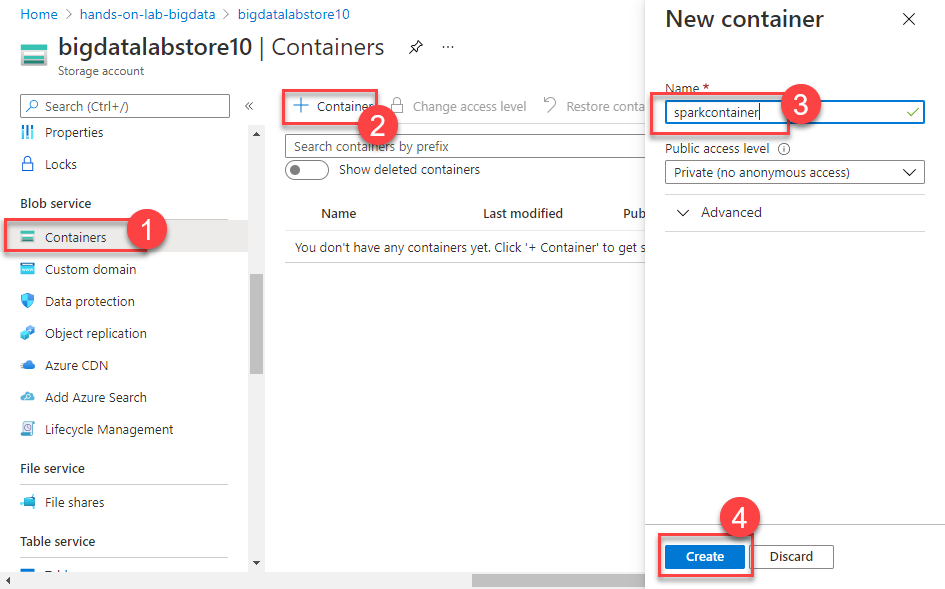 Home > hands-on-lab-bigdata > bigdatalabstore10
bigdatalabstore10 | Containers
Storage account
Search (Ctrl+/)
«
Properties
Locks
Blob service
Containers
1
Custom domain
Data protection
Object replication
Azure CDN
Add Azure Search
Lifecycle Management
File service
File shares
Table service
+ Container
2
Change access level
Restore conta
Search containers by prefix
Show deleted containers
Name Last modified Pub
You don't have any containers yet. Click '+ Container' to get s
New container
Name *
sparkcontainer
3
Public access level
Private (no anonymous access)
Advanced
4
Create Discard